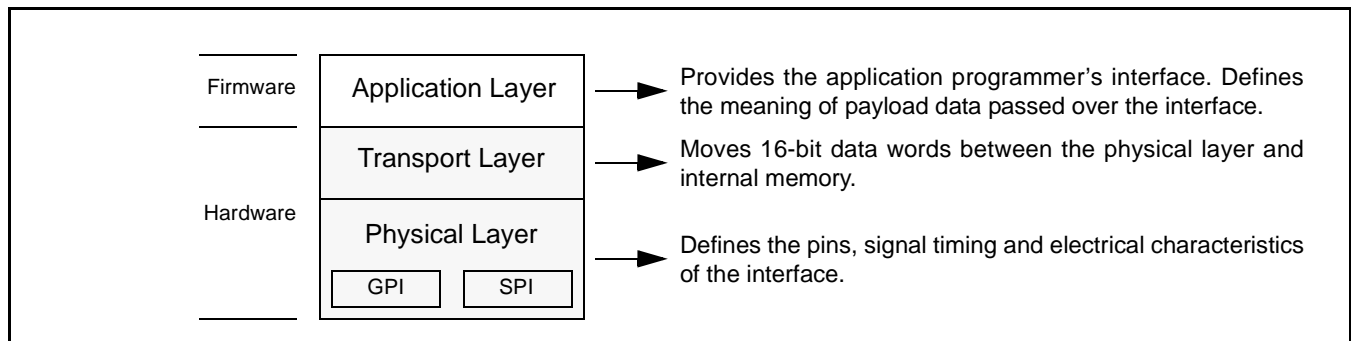 Firmware
Application Layer
Provides the application programmer's interface. Defines
the meaning of payload data passed over the interface.
Transport Layer
Moves 16-bit data words between the physical layer and
internal memory.
Hardware
Physical Layer
GPI
SPI
Defines the pins, signal timing and electrical characteristics
of the interface.